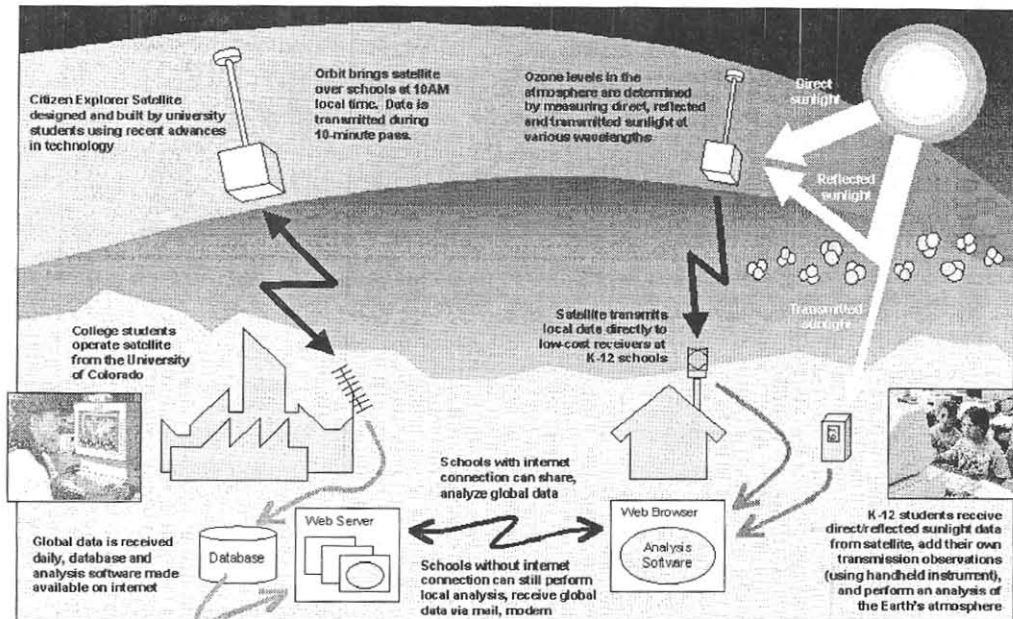 Citizen Explorer Satellite
designed and built by university
students using recent advances
in technology
Orbit brings satellite
over schools at 10AM
local time. Data is
transmitted during
10-minute pass.
Ozone levels in the
atmosphere are determined
by measuring direct, reflected
and transmitted sunlight at
various wavelengths
Direct
sunlight
Reflected
sunlight
Transmitted
sunlight
College students
operate satellite
from the University
of Colorado
Satellite transmits
local data directly to
low-cost receivers at
K-12 schools
Schools with internet
connection can share,
analyze global data
Global data is received
daily, database and
analysis software made
available on internet
Database
Web Server
Schools without internet
connection can still perform
local analysis, receive global
data via mail, modem
Web Browser
Analysis
Software
K-12 students receive
direct/reflected sunlight data
from satellite, add their own
transmission observations
(using handheld instrument),
and perform an analysis of
the Earth's atmosphere